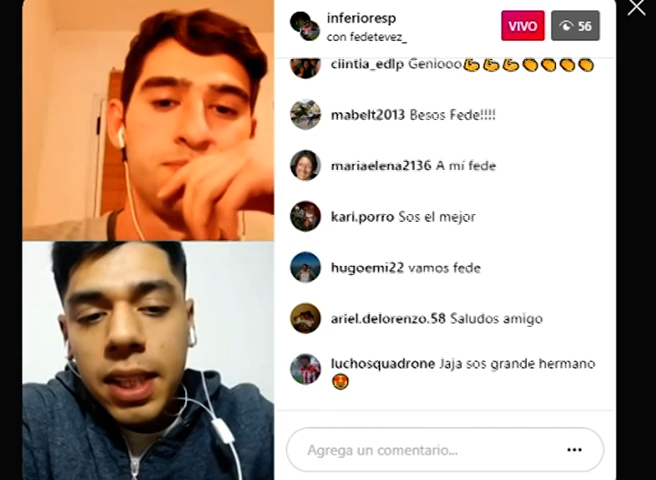 inferioresp
con fedetevez_
VIVO
56
ciintia_edlp Geniooo💪💪💪👏👏👏👏
mabelt2013 Besos Fede!!!!
mariaelena2136 A mí fede
kari.porro Sos el mejor
hugoemi22 vamos fede
ariel.delorenzo.58 Saludos amigo
luchosquadrone Jaja sos grande hermano
😍
Agrega un comentario...